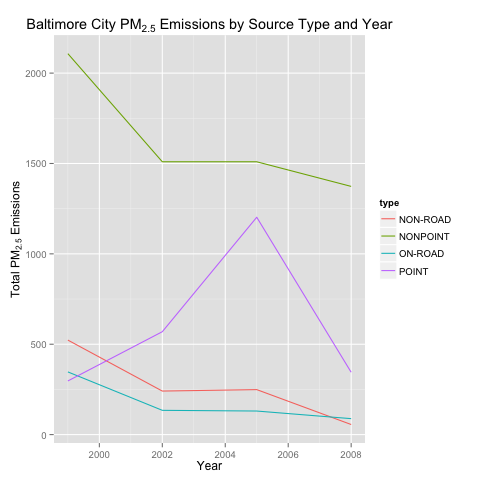 Baltimore City PM2.5 Emissions by Source Type and Year
Total PM2.5 Emissions
2000
1500
1000
500
0
2000 2002 2004 2006 2008
Year
type
NON-ROAD
NONPOINT
ON-ROAD
POINT